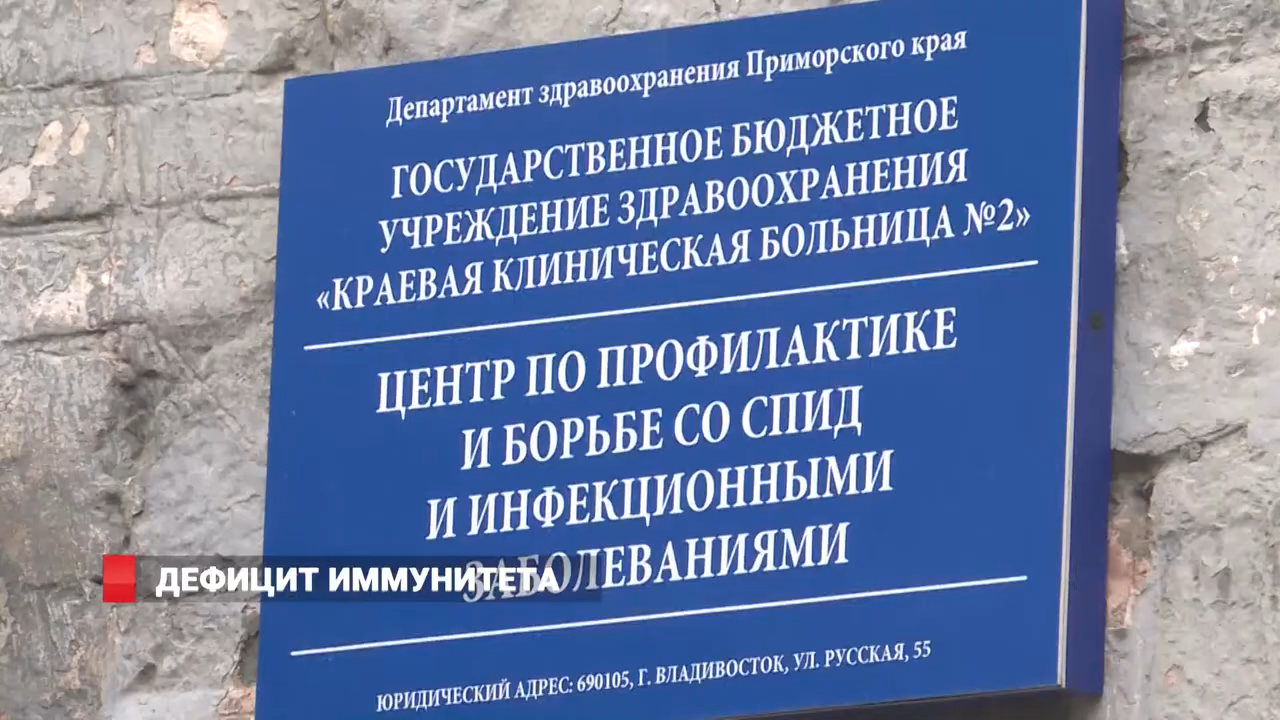 Департамент здравоохранения Приморского края
ГОСУДАРСТВЕННОЕ БЮДЖЕТНОЕ
УЧРЕЖДЕНИЕ ЗДРАВООХРАНЕНИЯ
«КРАЕВАЯ КЛИНИЧЕСКАЯ БОЛЬНИЦА №2»
ЦЕНТР ПО ПРОФИЛАКТИКЕ
И БОРЬБЕ СО СПИД
И ИНФЕКЦИОННЫМИ
ЗАБОЛЕВАНИЯМИ
ДЕФИЦИТ ИММУНИТЕТА
ЮРИДИЧЕСКИЙ АДРЕС: 690105, Г. ВЛАДИВОСТОК, УЛ. РУССКАЯ, 55